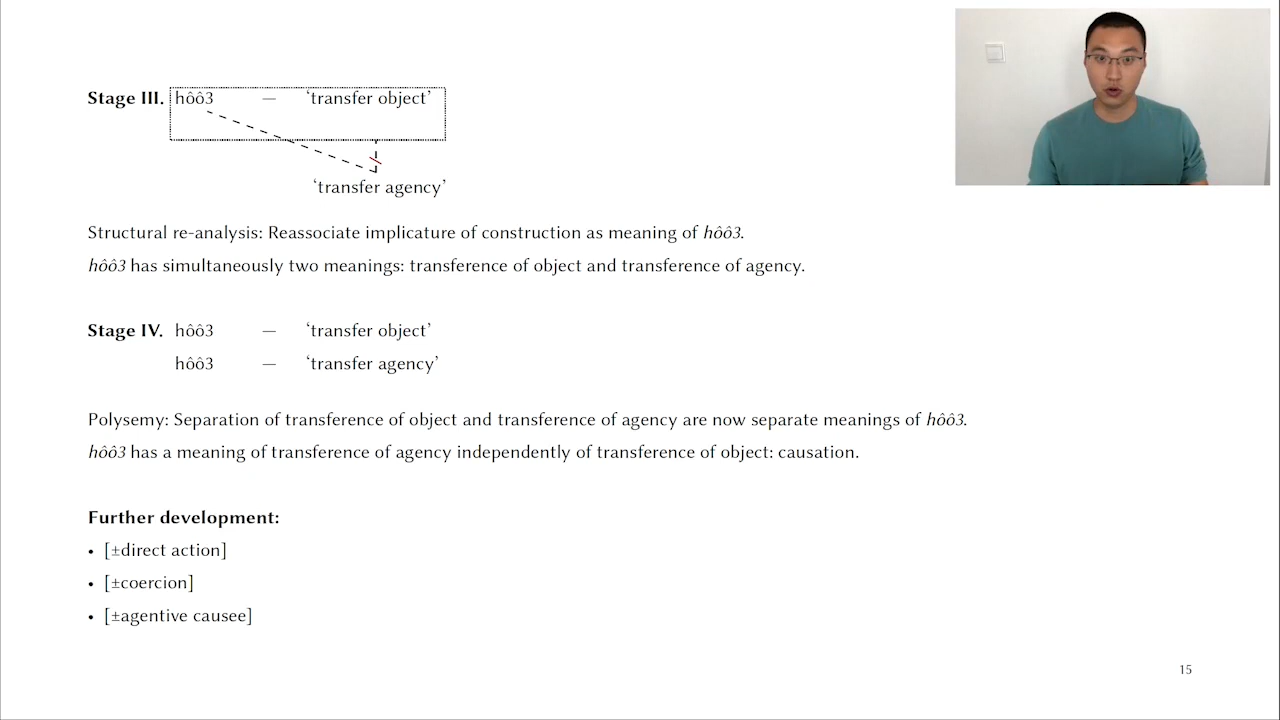 Stage III. hôô3 — ‘transfer object’
‘transfer agency’
Structural re-analysis: Reassociate implicature of construction as meaning of hôô3.
hôô3 has simultaneously two meanings: transference of object and transference of agency.
Stage IV. hôô3 — ‘transfer object’
hôô3 — ‘transfer agency’
Polysemy: Separation of transference of object and transference of agency are now separate meanings of hôô3.
hôô3 has a meaning of transference of agency independently of transference of object: causation.
Further development:
• [±direct action]
• [±coercion]
• [±agentive causee]
15